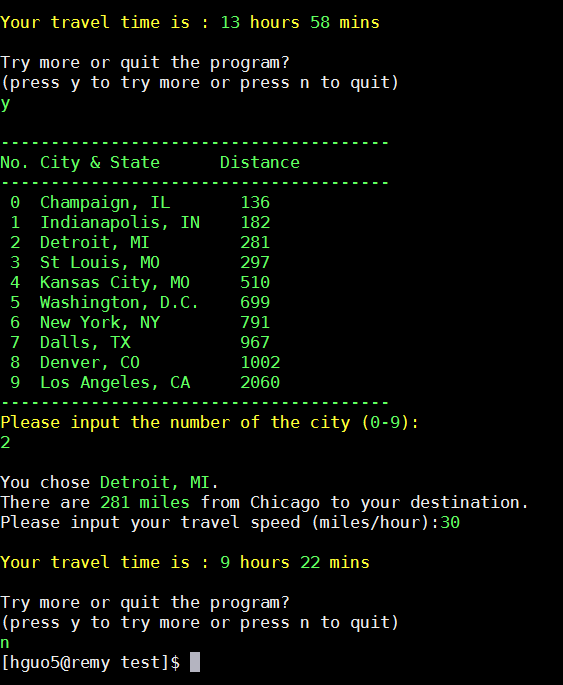 Your travel time is : 13 hours 58 mins
Try more or quit the program?
(press y to try more or press n to quit)
y
---------------------------------------
No. City & State      Distance
---------------------------------------
 0  Champaign, IL       136
 1  Indianapolis, IN    182
 2  Detroit, MI         281
 3  St Louis, MO        297
 4  Kansas City, MO     510
 5  Washington, D.C.    699
 6  New York, NY        791
 7  Dalls, TX           967
 8  Denver, CO          1002
 9  Los Angeles, CA     2060
---------------------------------------
Please input the number of the city (0-9):
2
You chose Detroit, MI.
There are 281 miles from Chicago to your destination.
Please input your travel speed (miles/hour):30
Your travel time is : 9 hours 22 mins
Try more or quit the program?
(press y to try more or press n to quit)
n
[hguo5@remy test]$